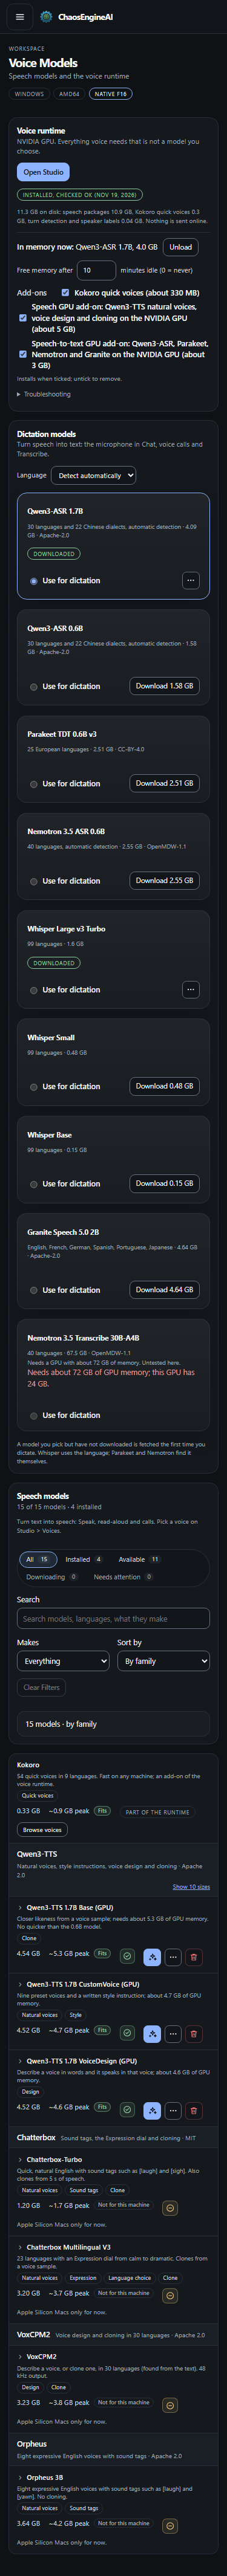 ChaosEngineAI
WORKSPACE
Voice Models
Speech models and the voice runtime
WINDOWS
AMD64
NATIVE F16
Voice runtime
NVIDIA GPU. Everything voice needs that is not a model you
choose.
Open Studio
INSTALLED, CHECKED OK (NOV 19, 2026)
11.3 GB on disk: speech packages 10.9 GB, Kokoro quick voices 0.3
GB, turn detection and speaker labels 0.04 GB. Nothing is sent online.
In memory now: Qwen3-ASR 1.7B, 4.0 GB
Unload
Free memory after
10
minutes idle (0 = never)
Add-ons
Kokoro quick voices (about 330 MB)
Speech GPU add-on: Qwen3-TTS natural voices,
voice design and cloning on the NVIDIA GPU
(about 5 GB)
Speech-to-text GPU add-on: Qwen3-ASR, Parakeet,
Nemotron and Granite on the NVIDIA GPU (about
3 GB)
Installs when ticked; untick to remove.
Troubleshooting
Dictation models
Turn speech into text: the microphone in Chat, voice calls and
Transcribe.
Language
Detect automatically
Qwen3-ASR 1.7B
30 languages and 22 Chinese dialects, automatic detection · 4.09
GB · Apache-2.0
DOWNLOADED
Use for dictation
Qwen3-ASR 0.6B
30 languages and 22 Chinese dialects, automatic detection · 1.58
GB · Apache-2.0
Use for dictation
Download 1.58 GB
Parakeet TDT 0.6B v3
25 European languages · 2.51 GB · CC-BY-4.0
Use for dictation
Download 2.51 GB
Nemotron 3.5 ASR 0.6B
40 languages, automatic detection · 2.55 GB · OpenMDW-1.1
Use for dictation
Download 2.55 GB
Whisper Large v3 Turbo
99 languages · 1.6 GB
DOWNLOADED
Use for dictation
Whisper Small
99 languages · 0.48 GB
Use for dictation
Download 0.48 GB
Whisper Base
99 languages · 0.15 GB
Use for dictation
Download 0.15 GB
Granite Speech 5.0 2B
English, French, German, Spanish, Portuguese, Japanese · 4.64 GB
· Apache-2.0
Use for dictation
Download 4.64 GB
Nemotron 3.5 Transcribe 30B-A4B
40 languages · 67.5 GB · OpenMDW-1.1
Needs a GPU with about 72 GB of memory. Untested here.
Needs about 72 GB of GPU memory; this GPU has
24 GB.
Use for dictation
A model you pick but have not downloaded is fetched the first time you
dictate. Whisper uses the language; Parakeet and Nemotron find it
themselves.
Speech models
15 of 15 models · 4 installed
Turn text into speech: Speak, read-aloud and calls. Pick a voice on
Studio > Voices.
All 15
Installed 4
Available 11
Downloading 0
Needs attention 0
Search
Search models, languages, what they make
Makes
Sort by
Everything
By family
Clear Filters
15 models · by family
Kokoro
54 quick voices in 9 languages. Fast on any machine; an add-on of the
voice runtime.
Quick voices
0.33 GB
~0.9 GB peak
Fits
PART OF THE RUNTIME
Browse voices
Qwen3-TTS
Natural voices, style instructions, voice design and cloning · Apache
2.0
Show 10 sizes
Qwen3-TTS 1.7B Base (GPU)
Closer likeness from a voice sample; needs about 5.3 GB of GPU memory.
No quicker than the 0.6B model.
Clone
4.54 GB
~5.3 GB peak
Fits
Qwen3-TTS 1.7B CustomVoice (GPU)
Nine preset voices and a written style instruction; about 4.7 GB of GPU
memory.
Natural voices
Style
4.52 GB
~4.7 GB peak
Fits
Qwen3-TTS 1.7B VoiceDesign (GPU)
Describe a voice in words and it speaks in that voice; about 4.6 GB of GPU
memory.
Design
4.52 GB
~4.6 GB peak
Fits
Chatterbox
Sound tags, the Expression dial and cloning · MIT
Chatterbox-Turbo
Quick, natural English with sound tags such as [laugh] and [sigh]. Also
clones from 5 s of speech.
Natural voices
Sound tags
Clone
1.20 GB
~1.7 GB peak
Not for this machine
Apple Silicon Macs only for now.
Chatterbox Multilingual V3
23 languages with an Expression dial from calm to dramatic. Clones from
a voice sample.
Natural voices
Expression
Language choice
Clone
3.20 GB
~3.7 GB peak
Not for this machine
Apple Silicon Macs only for now.
VoxCPM2
Voice design and cloning in 30 languages · Apache 2.0
VoxCPM2
Describe a voice, or clone one, in 30 languages (found from the text). 48
kHz output.
Design
Clone
3.23 GB
~3.8 GB peak
Not for this machine
Apple Silicon Macs only for now.
Orpheus
Eight expressive English voices with sound tags · Apache 2.0
Orpheus 3B
Eight expressive English voices with sound tags such as [laugh] and
[yawn]. No cloning.
Natural voices
Sound tags
3.64 GB
~4.2 GB peak
Not for this machine
Apple Silicon Macs only for now.